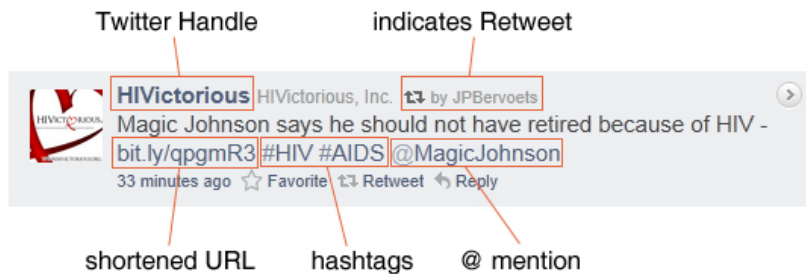 Twitter Handle indicates Retweet
HIVictorious HIVictorious, Inc. by JPBervoets
HIVICTORIOUS.
Magic Johnson says he should not have retired because of HIV -
bit.ly/qpgmR3 #HIV #AIDS @MagicJohnson
33 minutes ago Favorite Retweet Reply
shortened URL hashtags @ mention